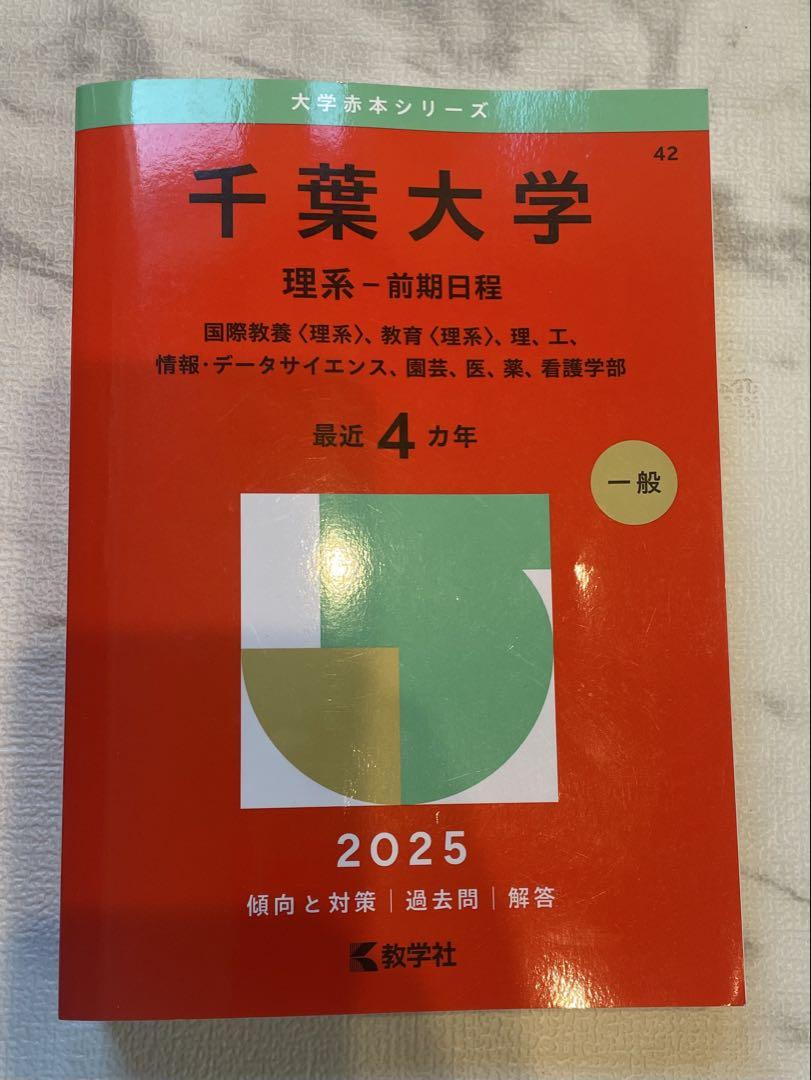 大学赤本シリーズ
42
千葉大学
理系－前期日程
国際教養〈理系〉、教育〈理系〉、理、工、
情報・データサイエンス、園芸、医、薬、看護学部
最近4カ年
一般
2025
傾向と対策｜過去問｜解答
教学社